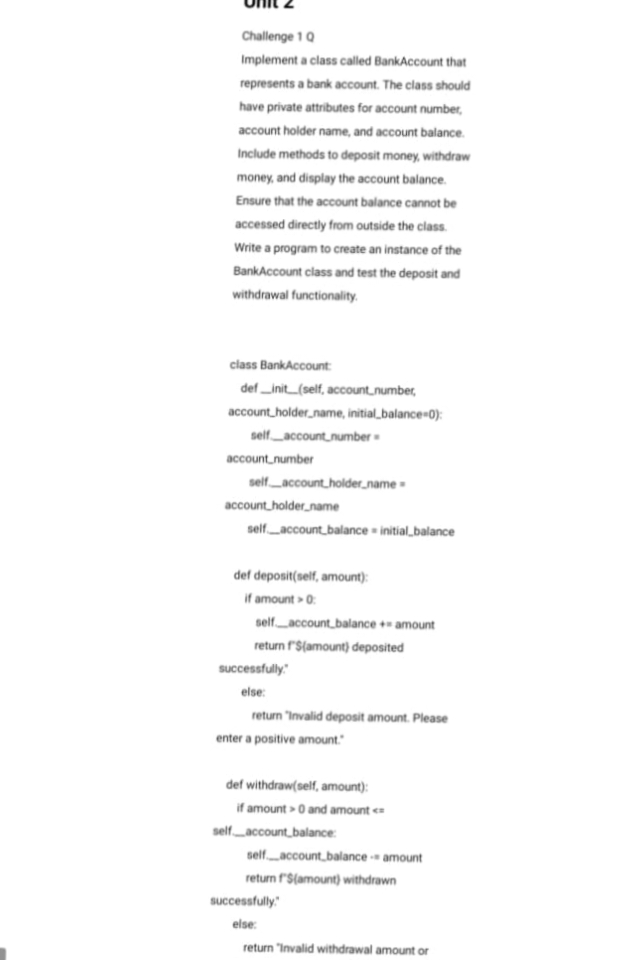 Unit 2
Challenge 1 Q
Implement a class called BankAccount that
represents a bank account. The class should
have private attributes for account number,
account holder name, and account balance.
Include methods to deposit money, withdraw
money, and display the account balance.
Ensure that the account balance cannot be
accessed directly from outside the class.
Write a program to create an instance of the
BankAccount class and test the deposit and
withdrawal functionality.
class BankAccount:
def __init__(self, account_number,
account_holder_name, initial_balance=0):
self.__account_number =
account_number
self.__account_holder_name =
account_holder_name
self.__account_balance = initial_balance
def deposit(self, amount):
if amount > 0:
self.__account_balance += amount
return f"${amount} deposited
successfully."
else:
return "Invalid deposit amount. Please
enter a positive amount."
def withdraw(self, amount):
if amount > 0 and amount <=
self.__account_balance:
self.__account_balance -= amount
return f"${amount} withdrawn
successfully."
else:
return "Invalid withdrawal amount or